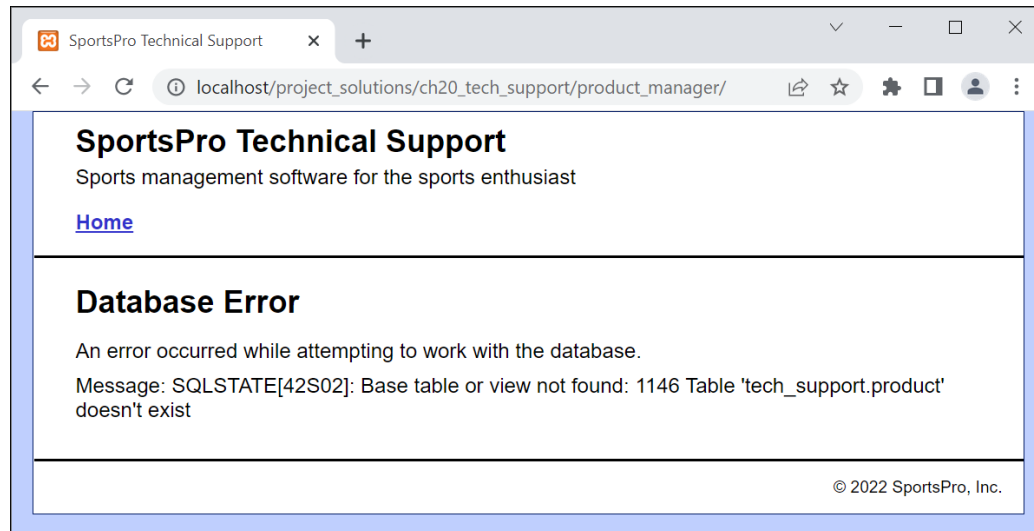 SportsPro Technical Support
localhost/project_solutions/ch20_tech_support/product_manager/
SportsPro Technical Support
Sports management software for the sports enthusiast
Home
Database Error
An error occurred while attempting to work with the database.
Message: SQLSTATE[42S02]: Base table or view not found: 1146 Table 'tech_support.product'
doesn't exist
© 2022 SportsPro, Inc.